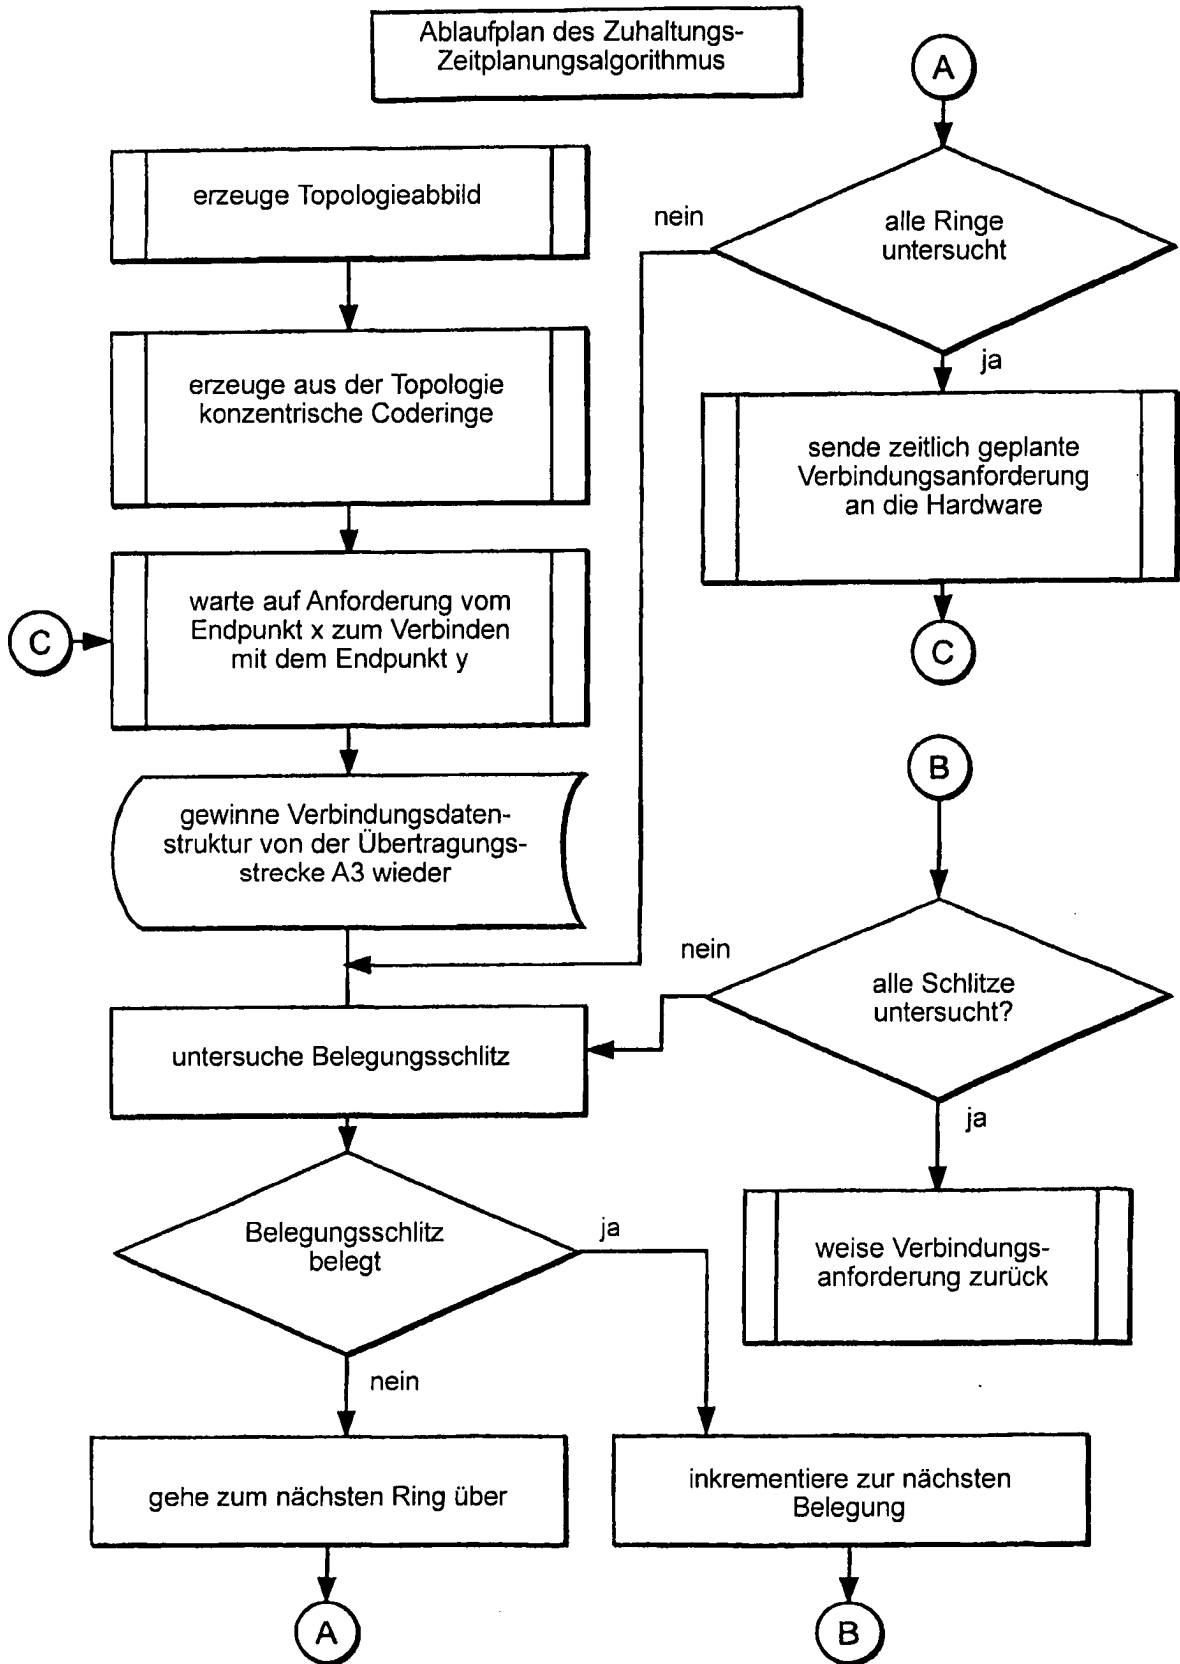 Ablaufplan des Zuhaltungs-
Zeitplanungsalgorithmus
erzeuge Topologieabbild
erzeuge aus der Topologie
konzentrische Coderinge
C
warte auf Anforderung vom
Endpunkt x zum Verbinden
mit dem Endpunkt y
gewinne Verbindungsdaten-
struktur von der Übertragungs-
strecke A3 wieder
untersuche Belegungsschlitz
Belegungsschlitz
belegt
ja
nein
gehe zum nächsten Ring über
A
inkrementiere zur nächsten
Belegung
B
A
nein
alle Ringe
untersucht
ja
sende zeitlich geplante
Verbindungsanforderung
an die Hardware
C
B
nein
alle Schlitze
untersucht?
ja
weise Verbindungs-
anforderung zurück